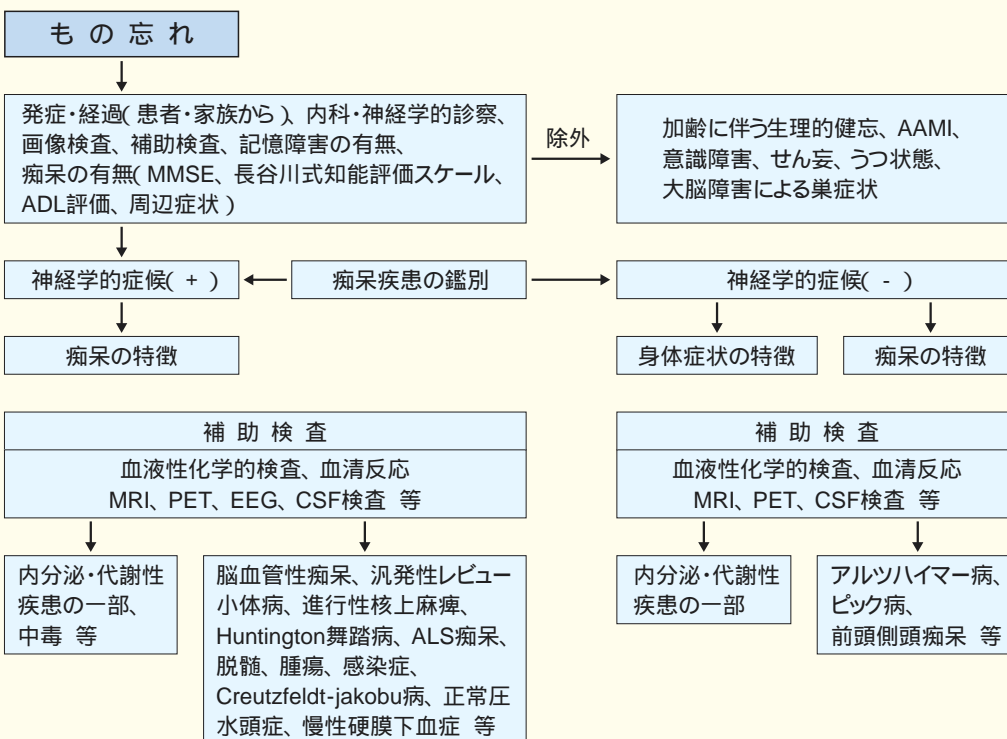 もの忘れ
発症・経過(患者・家族から)、内科・神経学的診察、
画像検査、補助検査、記憶障害の有無、
痴呆の有無(MMSE、長谷川式知能評価スケール、
ADL評価、周辺症状)
除外
加齢に伴う生理的健忘、AAMI、
意識障害、せん妄、うつ状態、
大脳障害による巣症状
神経学的症候(+)
痴呆疾患の鑑別
神経学的症候(-)
痴呆の特徴
身体症状の特徴
痴呆の特徴
補助検査
血液性化学的検査、血清反応
MRI、PET、EEG、CSF検査 等
補助検査
血液性化学的検査、血清反応
MRI、PET、CSF検査 等
内分泌・代謝性
疾患の一部、
中毒 等
脳血管性痴呆、汎発性レビュー
小体病、進行性核上麻痺、
Huntington舞踏病、ALS痴呆、
脱髄、腫瘍、感染症、
Creutzfeldt-jakobu病、正常圧
水頭症、慢性硬膜下血症 等
内分泌・代謝性
疾患の一部
アルツハイマー病、
ピック病、
前頭側頭痴呆 等